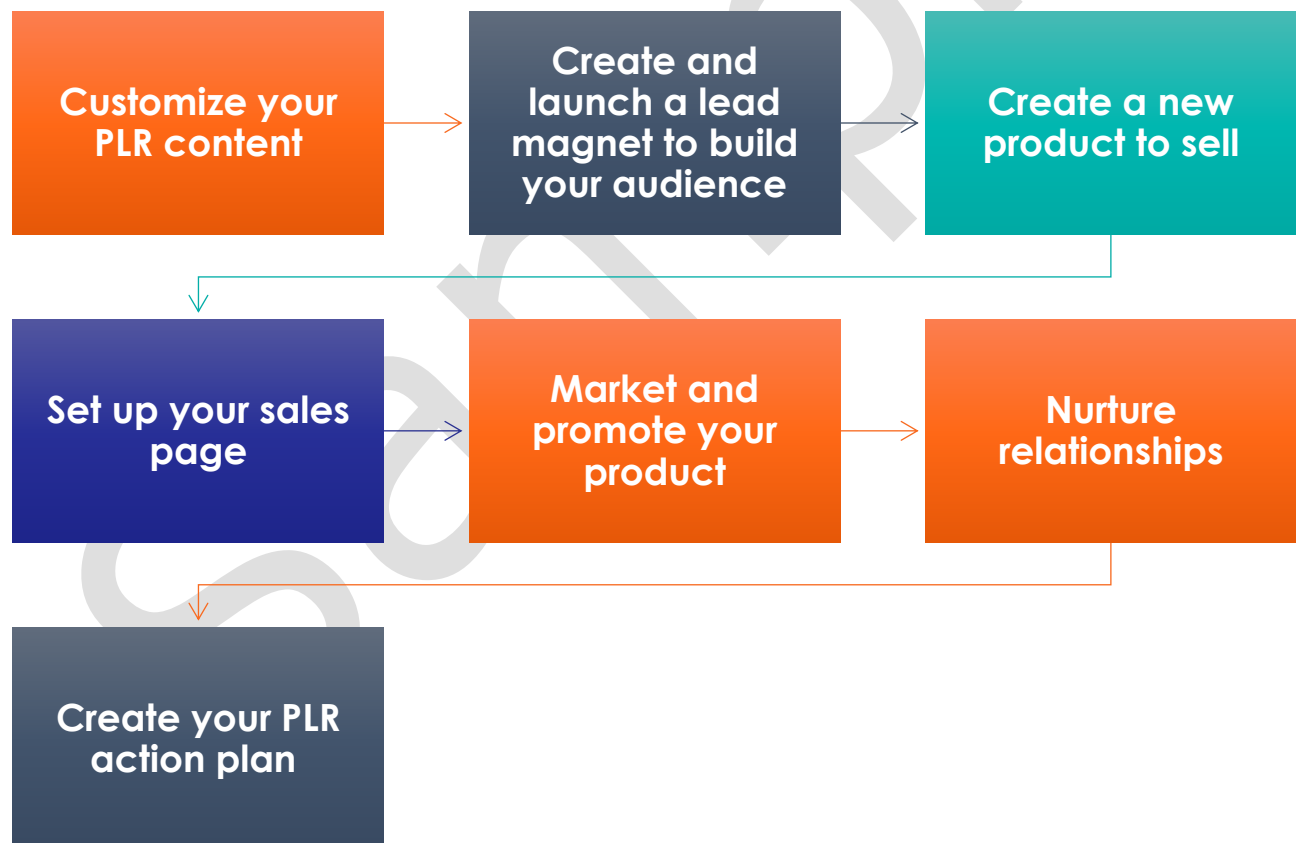 Customize your
PLR content
Create and
launch a lead
magnet to build
your audience
Create a new
product to sell
Set up your sales
page
Market and
promote your
product
Nurture
relationships
Create your PLR
action plan